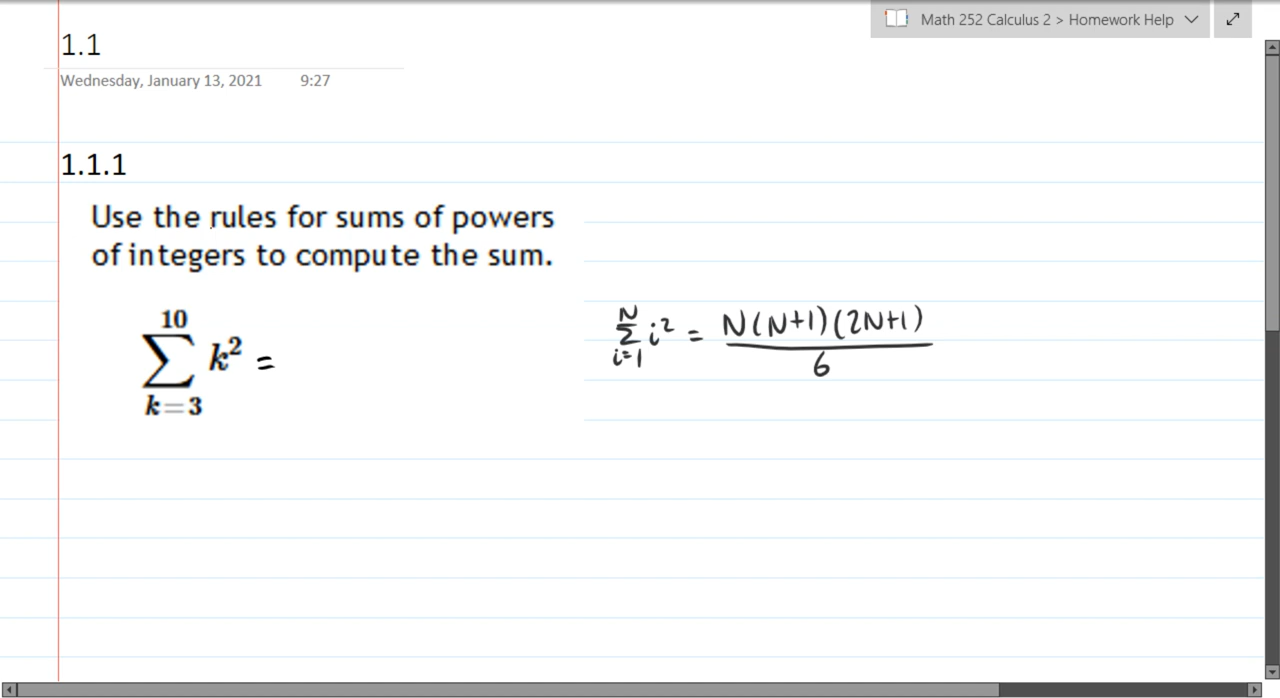 Math 252 Calculus 2 > Homework Help
1.1
Wednesday, January 13, 2021 9:27
1.1.1
Use the rules for sums of powers
of integers to compute the sum.
10
∑ k² =
k=3
N
Σ i² = N(N+1)(2N+1)
i=1
6